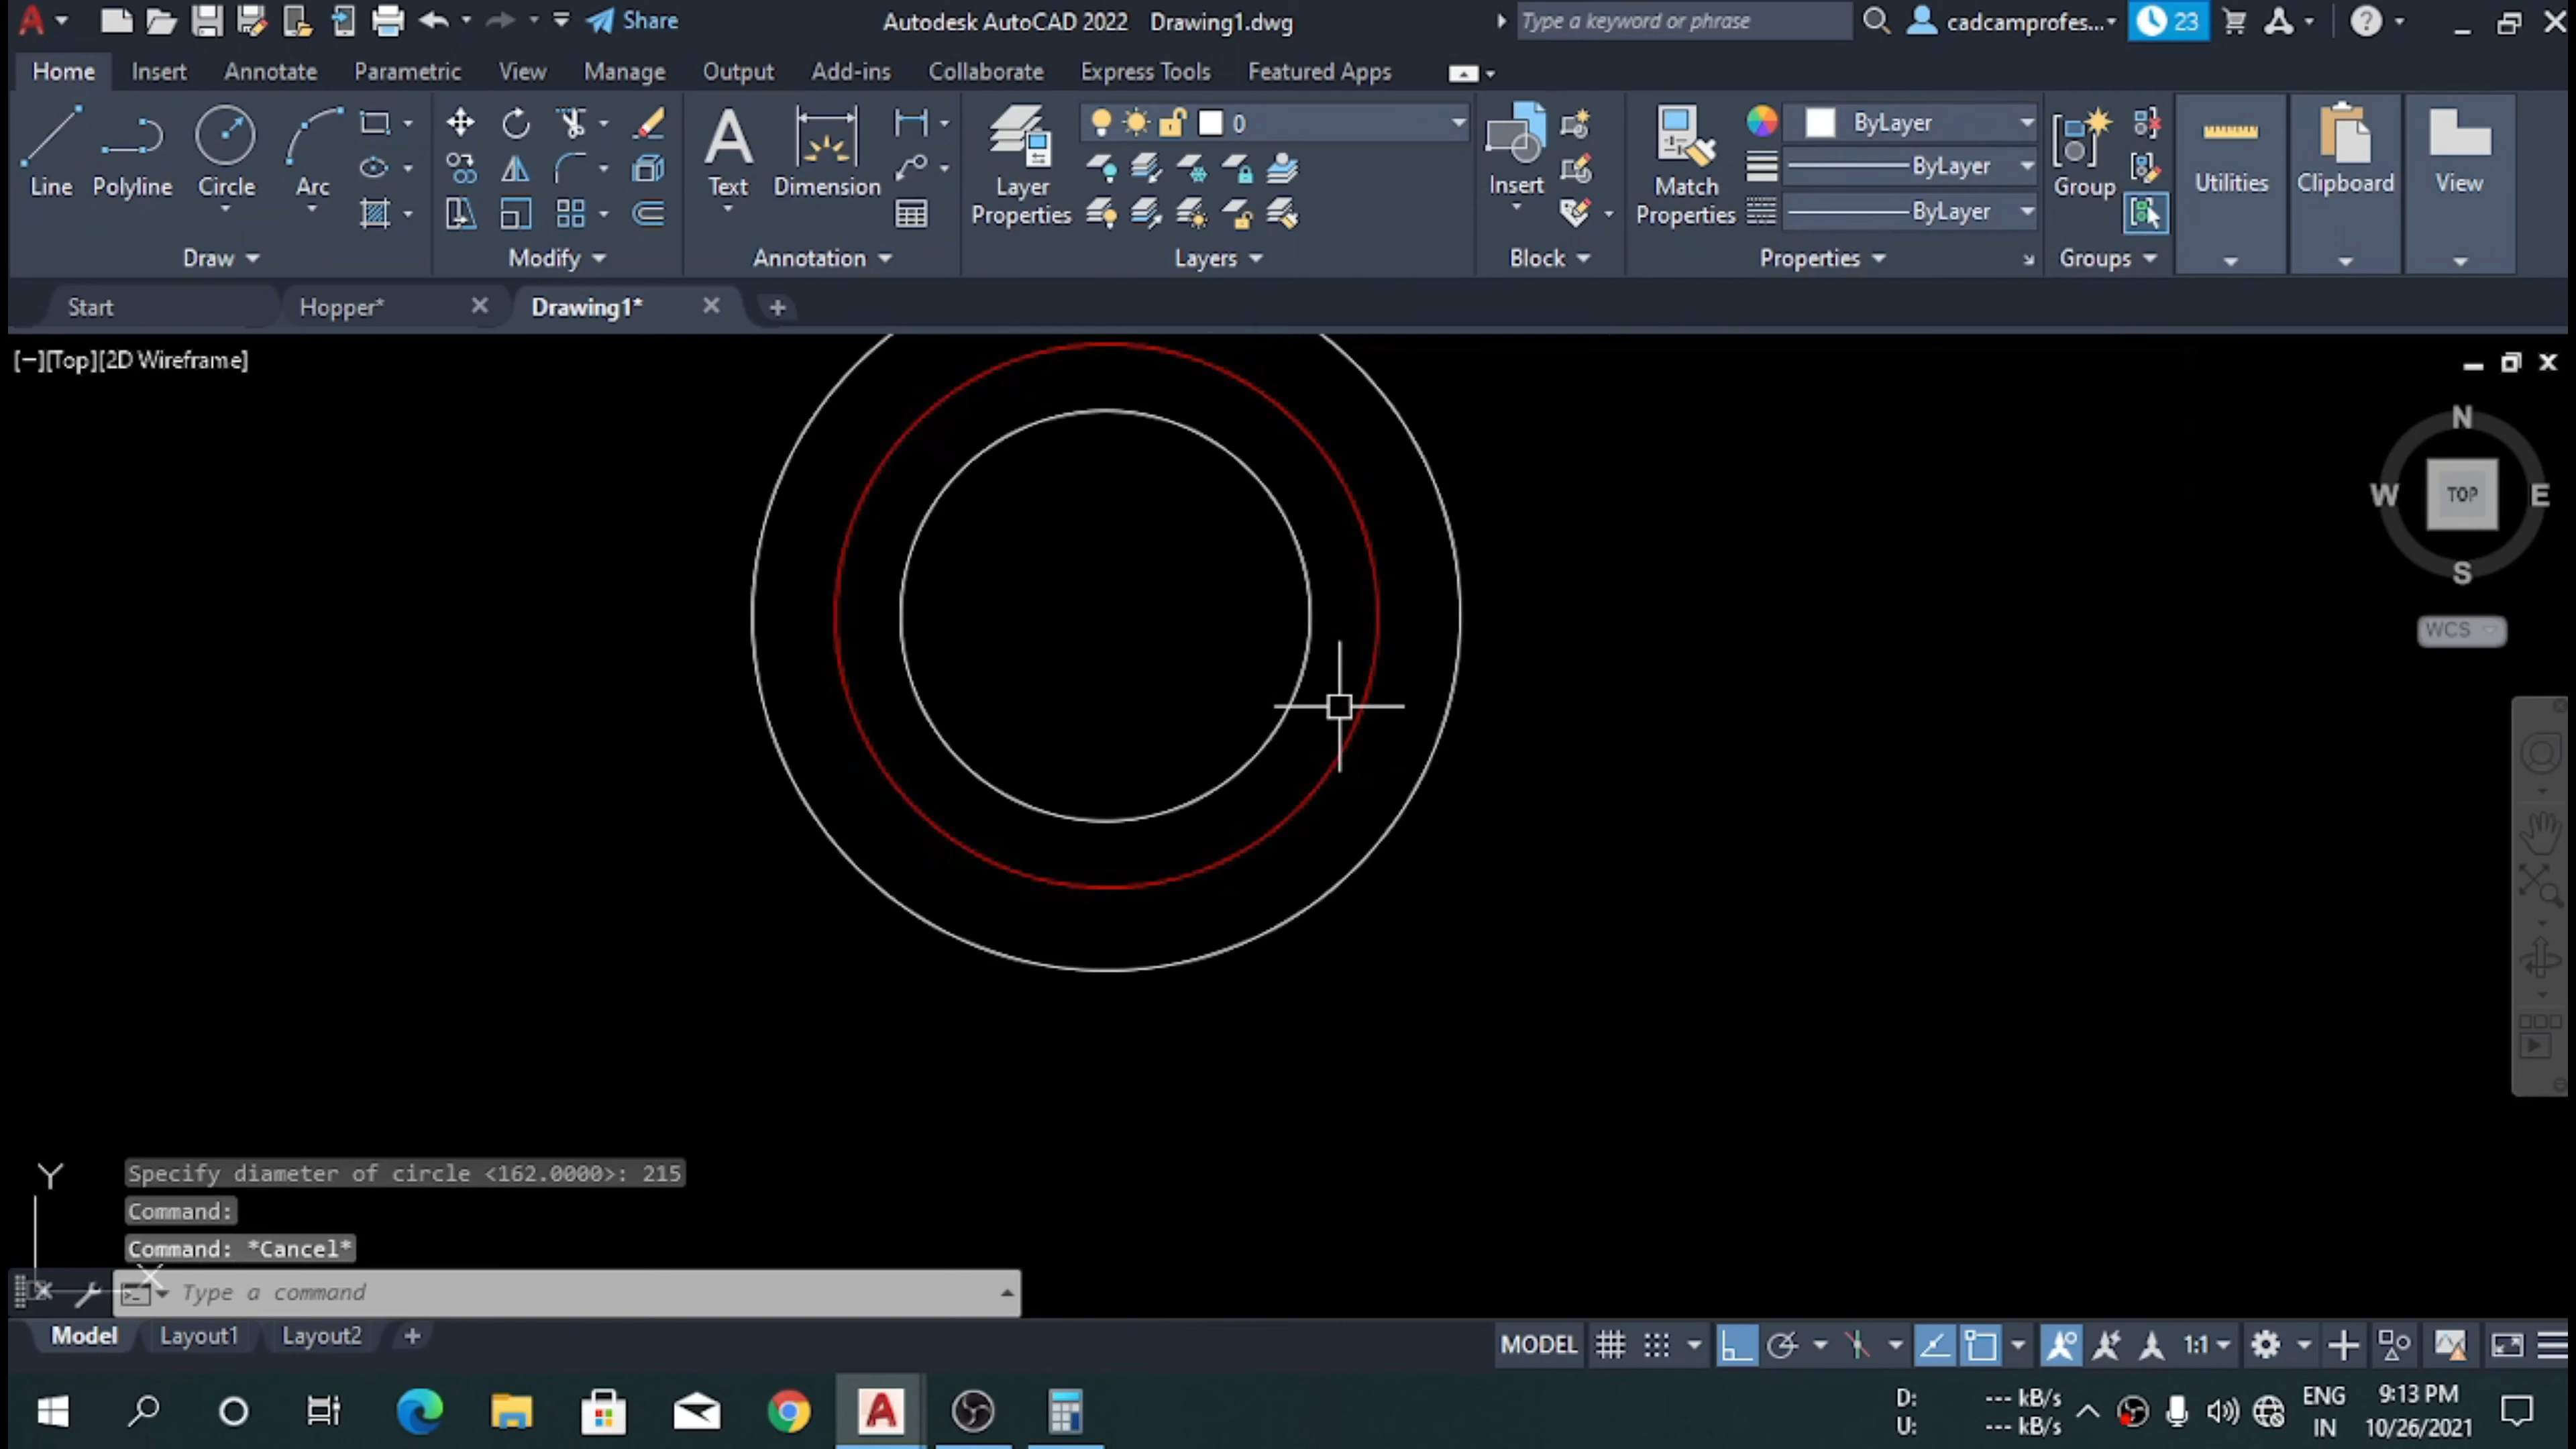 Share Autodesk AutoCAD 2022 Drawing1.dwg Type a keyword or phrase cadcamprofes... 23
Home Insert Annotate Parametric View Manage Output Add-ins Collaborate Express Tools Featured Apps
0 ByLayer
ByLayer
Line Polyline Circle Arc Text Dimension Layer Properties Insert Match Properties ByLayer Group Utilities Clipboard View
Draw Modify Annotation Layers Block Properties Groups
Start Hopper* Drawing1*
[−][Top][2D Wireframe]
N
W TOP E
S
WCS
Y Specify diameter of circle <162.0000>: 215
Command:
Command: *Cancel*
X
Type a command
Model Layout1 Layout2 MODEL 1:1
D: --- kB/s ENG 9:13 PM
U: --- kB/s IN 10/26/2021